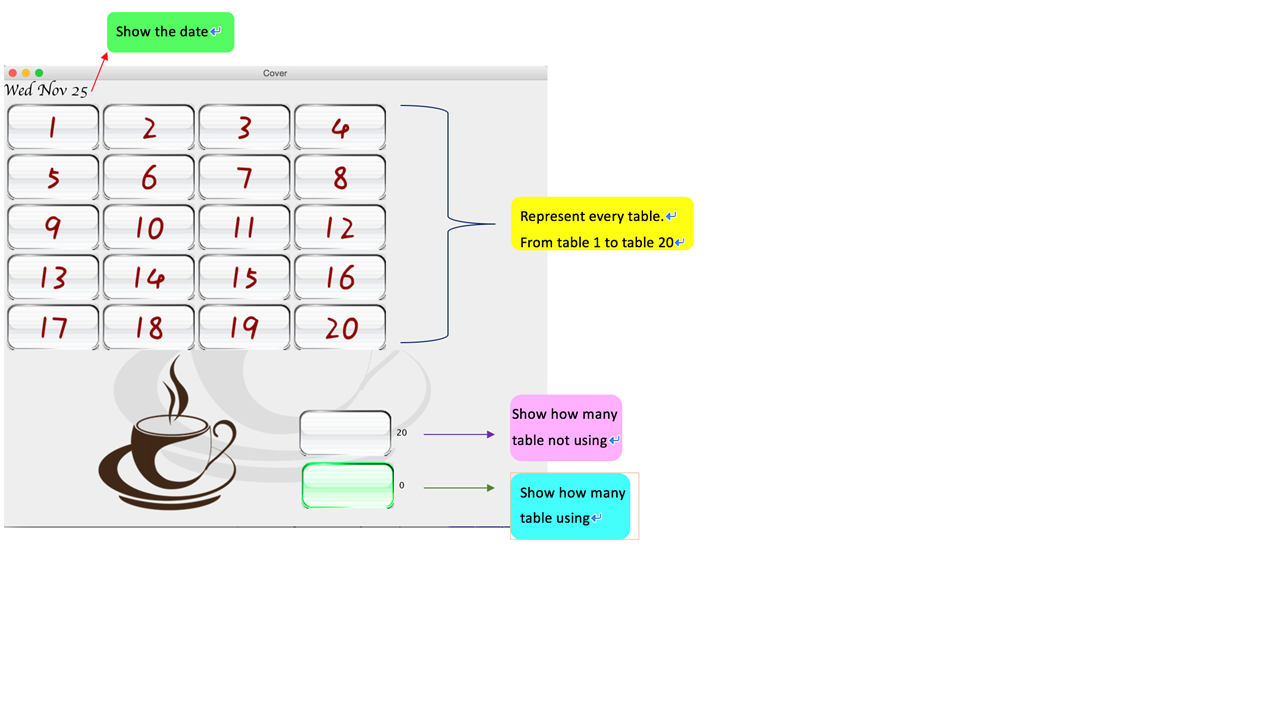 Show the date
Cover
Wed Nov 25
1 2 3 4
5 6 7 8
9 10 11 12
13 14 15 16
17 18 19 20
Represent every table.
From table 1 to table 20
Show how many
table not using
20
Show how many
table using
0